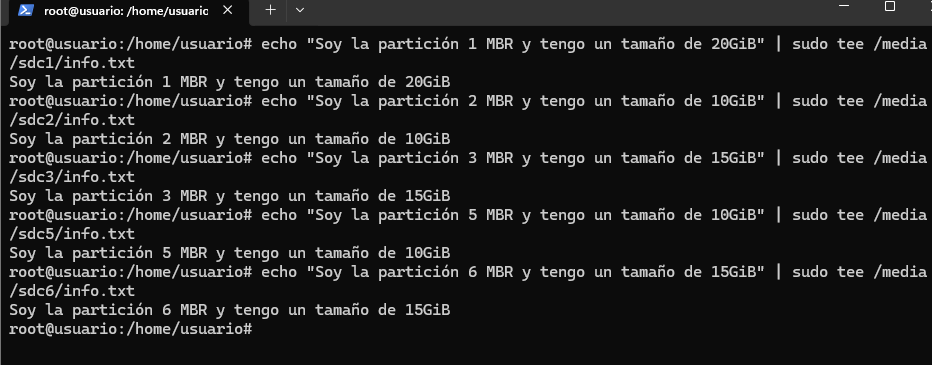 root@usuario: /home/usuario
root@usuario:/home/usuario# echo "Soy la partición 1 MBR y tengo un tamaño de 20GiB" | sudo tee /media
/sdc1/info.txt
Soy la partición 1 MBR y tengo un tamaño de 20GiB
root@usuario:/home/usuario# echo "Soy la partición 2 MBR y tengo un tamaño de 10GiB" | sudo tee /media
/sdc2/info.txt
Soy la partición 2 MBR y tengo un tamaño de 10GiB
root@usuario:/home/usuario# echo "Soy la partición 3 MBR y tengo un tamaño de 15GiB" | sudo tee /media
/sdc3/info.txt
Soy la partición 3 MBR y tengo un tamaño de 15GiB
root@usuario:/home/usuario# echo "Soy la partición 5 MBR y tengo un tamaño de 10GiB" | sudo tee /media
/sdc5/info.txt
Soy la partición 5 MBR y tengo un tamaño de 10GiB
root@usuario:/home/usuario# echo "Soy la partición 6 MBR y tengo un tamaño de 15GiB" | sudo tee /media
/sdc6/info.txt
Soy la partición 6 MBR y tengo un tamaño de 15GiB
root@usuario:/home/usuario#